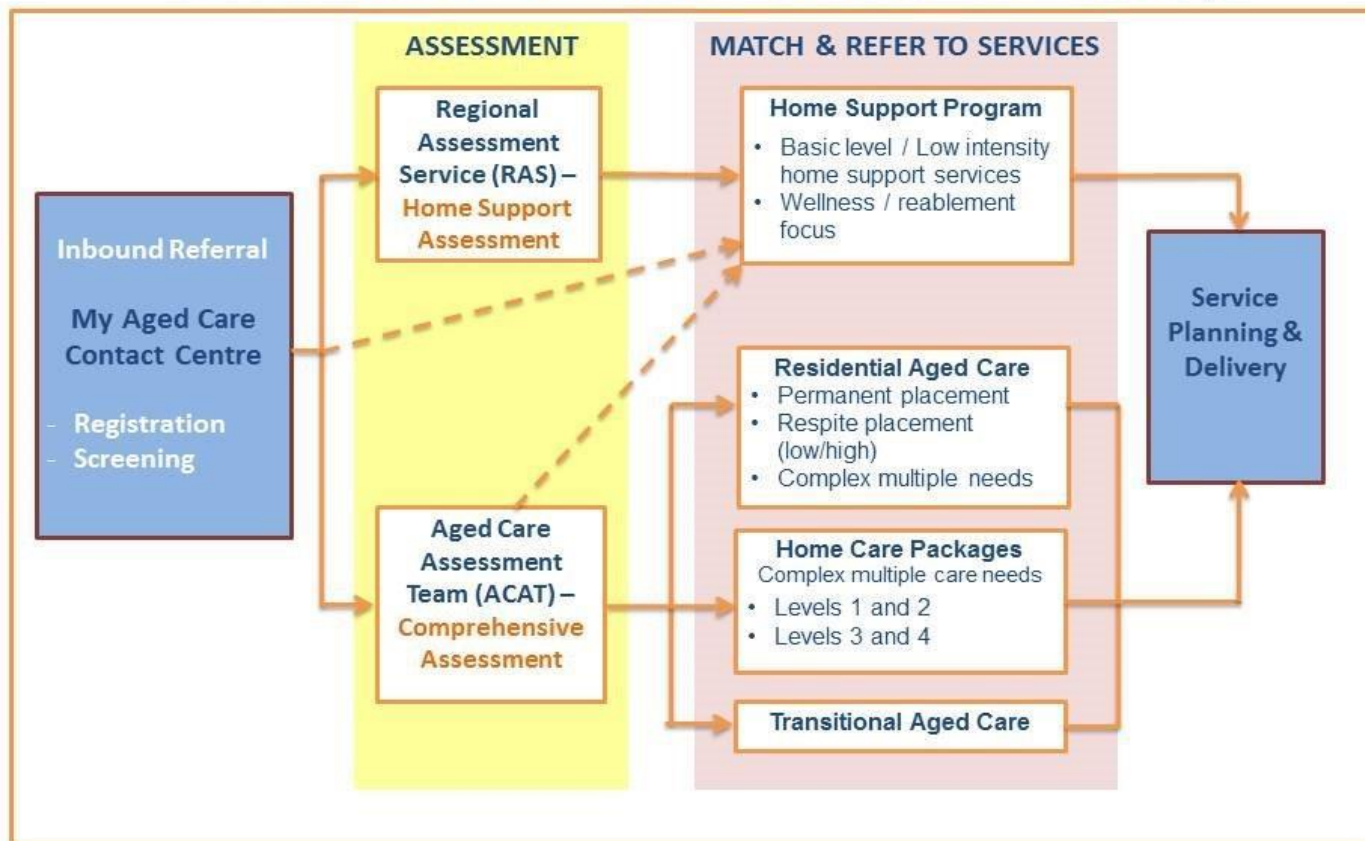 ASSESSMENT
MATCH & REFER TO SERVICES
Inbound Referral
My Aged Care
Contact Centre
- Registration
- Screening
Regional
Assessment
Service (RAS) –
Home Support
Assessment
Aged Care
Assessment
Team (ACAT) –
Comprehensive
Assessment
Home Support Program
• Basic level / Low intensity
home support services
• Wellness / reablement
focus
Residential Aged Care
• Permanent placement
• Respite placement
(low/high)
• Complex multiple needs
Home Care Packages
Complex multiple care needs
• Levels 1 and 2
• Levels 3 and 4
Transitional Aged Care
Service
Planning &
Delivery